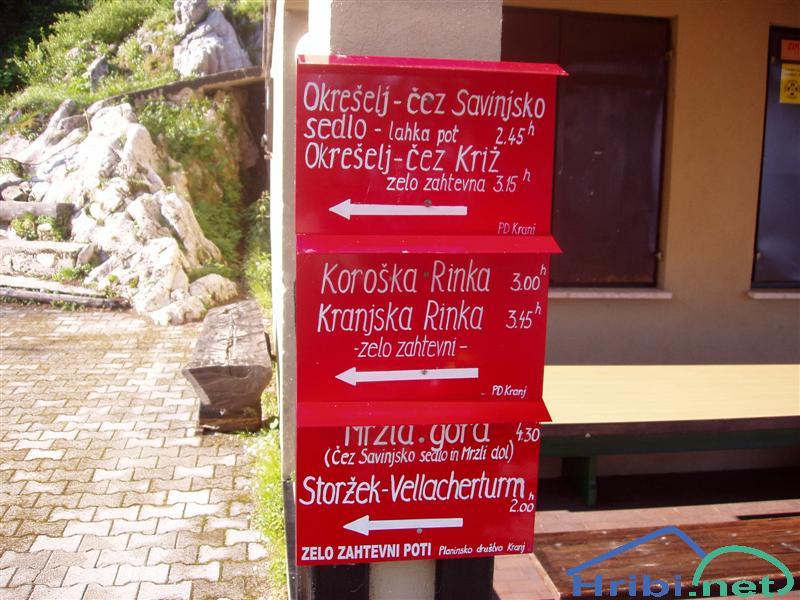 Okrešelj - čez Savinjsko
sedlo - lahka pot 2.45 h
Okrešelj - čez Križ
zelo zahtevna 3.15 h
PD Kranj
Koroška Rinka 3.00 h
Kranjska Rinka 3.45 h
- zelo zahtevni -
PD Kranj
Mrzla gora 4.30
(čez Savinjsko sedlo in Mrzli dol)
Storžek - Vellacherturm h
2.00
ZELO ZAHTEVNI POTI Planinsko društvo Kranj
Hribi.net